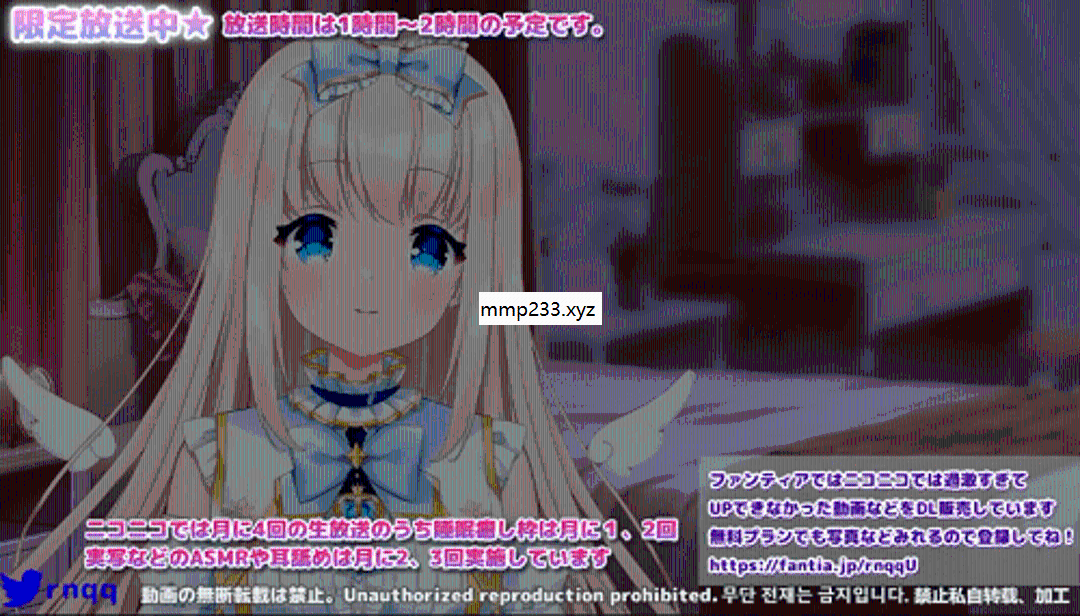 限定放送中★ 放送時間は1時間～2時間の予定です。
mmp233.xyz
ファンティアではニコニコでは過激すぎて
UPできなかった動画などをDL販売しています
無料プランでも写真などみれるので登録してね！
https://fantia.jp/rnqqU
ニコニコでは月に4回の生放送のうち睡眠癒し枠は月に１、2回
実写などのASMRや耳舐めは月に2、3回実施しています
rnqq 動画の無断転載は禁止。Unauthorized reproduction prohibited. 무단 전재는 금지입니다. 禁止私自转载、加工